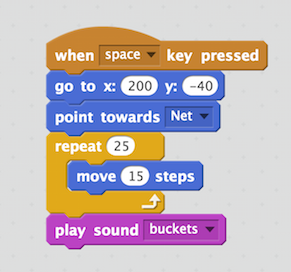 when space key pressed
go to x: 200 y: -40
point towards Net
repeat 25
move 15 steps
play sound buckets